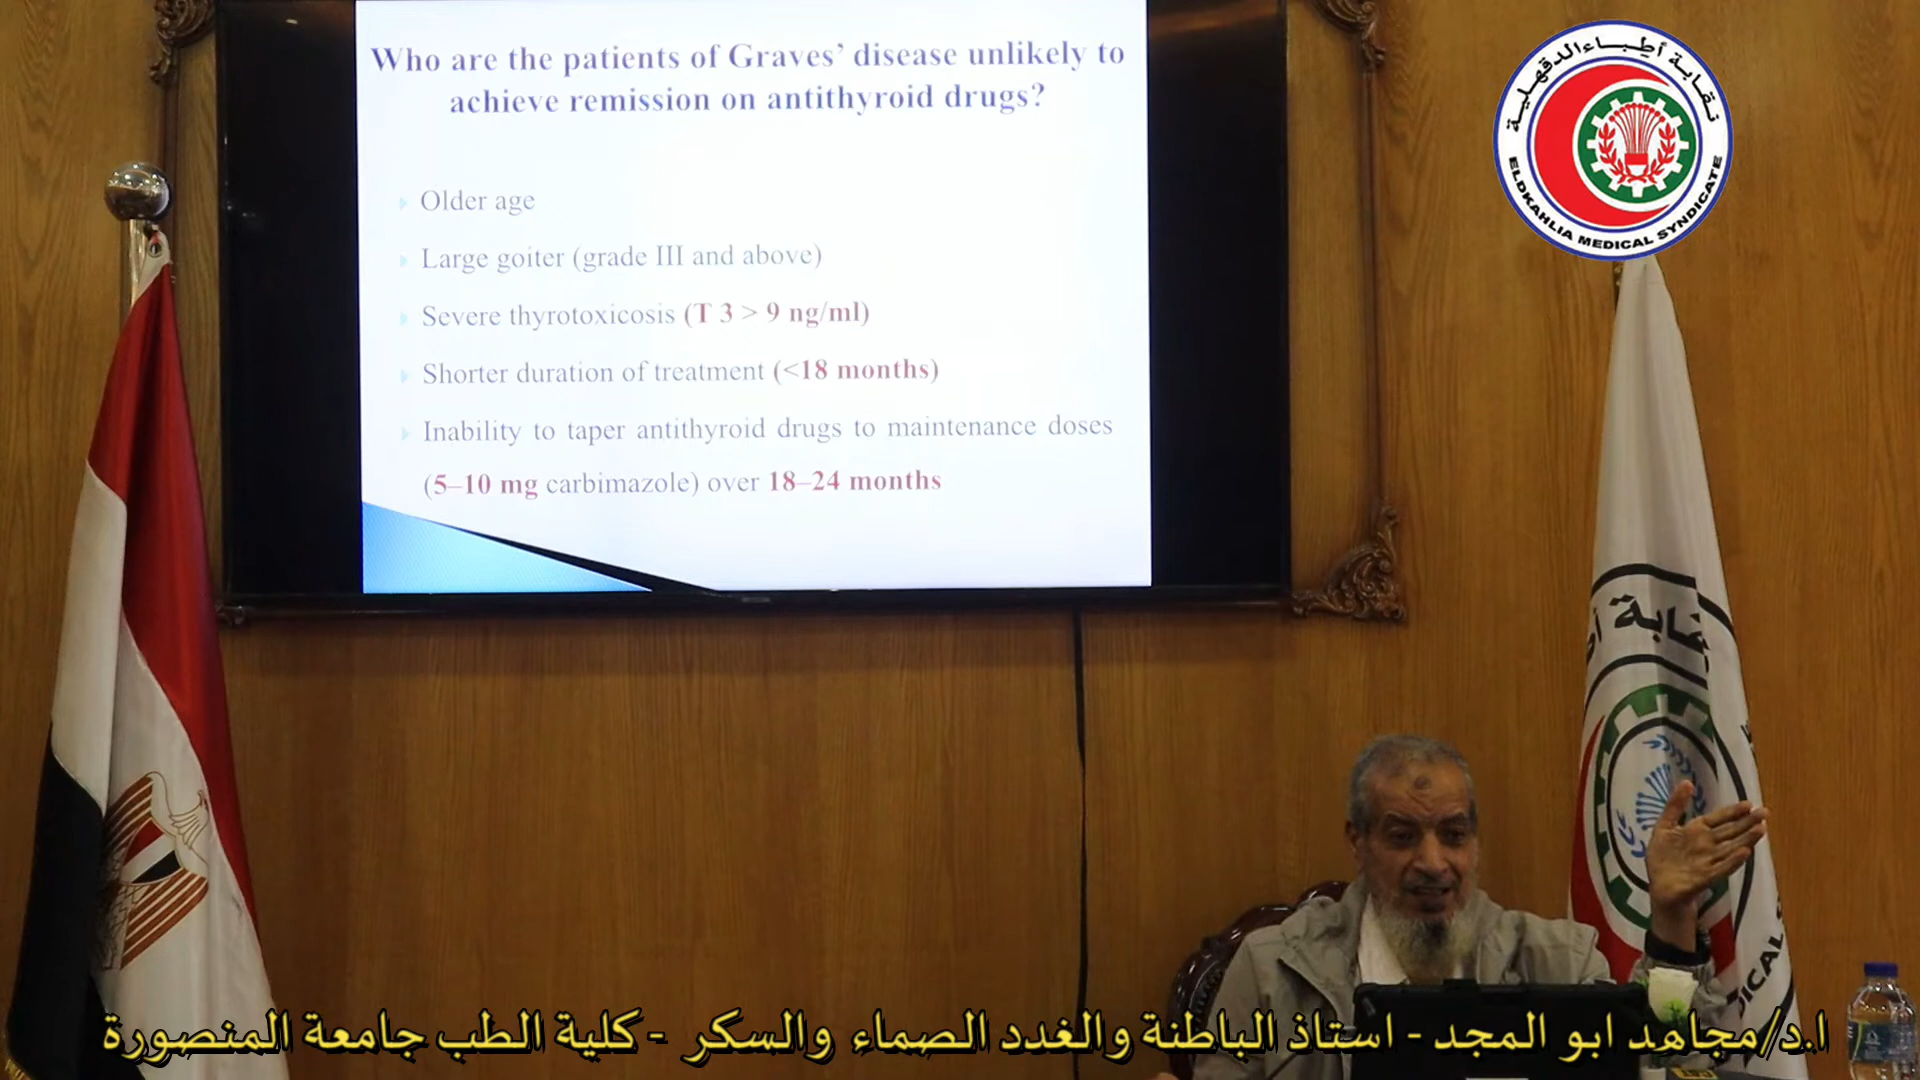 Who are the patients of Graves’ disease unlikely to
achieve remission on antithyroid drugs?
Older age
Large goiter (grade III and above)
Severe thyrotoxicosis (T 3 > 9 ng/ml)
Shorter duration of treatment (<18 months)
Inability to taper antithyroid drugs to maintenance doses
(5–10 mg carbimazole) over 18–24 months
نقابة أطباء الدقهلية
ELDKAHLIA MEDICAL SYNDICATE
ا.د/مجاهد ابو المجد - استاذ الباطنة والغدد الصماء والسكر - كلية الطب جامعة المنصورة